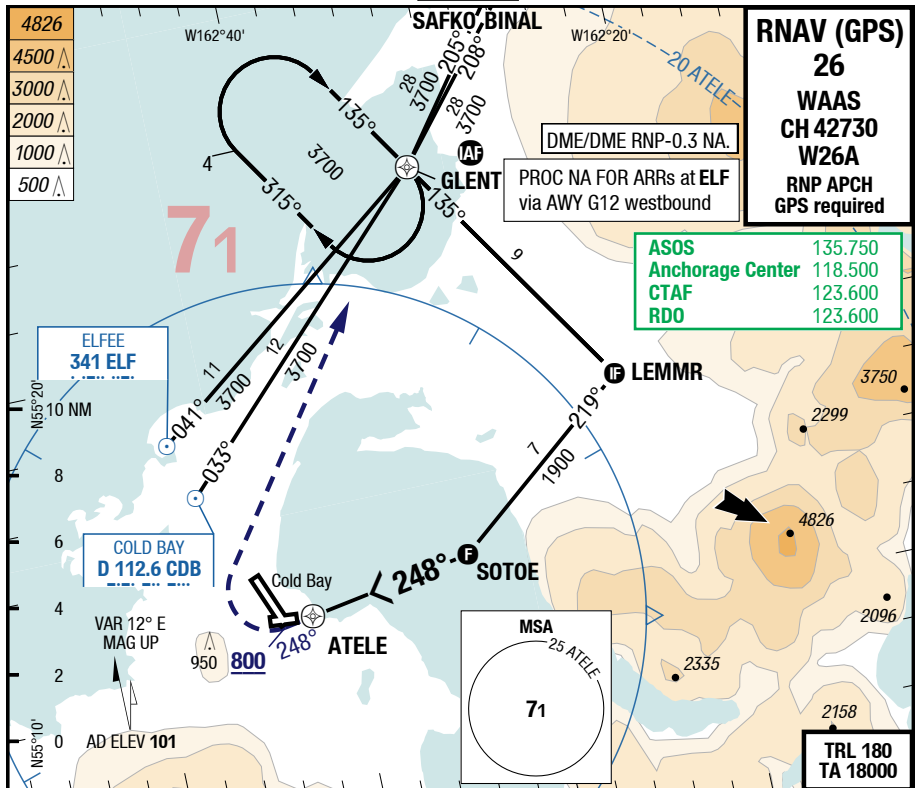 4826
4500
3000
2000
1000
500
W162°40'
SAFKO BINAL
W162°20'
205°
208°
28
3700
28
3700
20 ATELE
RNAV (GPS)
26
WAAS
CH 42730
W26A
RNP APCH
GPS required
DME/DME RNP-0.3 NA.
PROC NA FOR ARRs at ELF
via AWY G12 westbound
135°
3700
4
315°
IAF
GLENT
135°
9
71
ASOS 135.750
Anchorage Center 118.500
CTAF 123.600
RDO 123.600
ELFEE
341 ELF
11
3700
12
3700
041°
033°
IF LEMMR
219°
7
1900
3750
2299
4826
2096
2335
2158
N55°20'
10 NM
8
6
4
2
0
N55°10'
COLD BAY
D 112.6 CDB
F
SOTOE
248°
Cold Bay
ATELE
248°
800
950
VAR 12° E
MAG UP
AD ELEV 101
MSA
25 ATELE
71
TRL 180
TA 18000